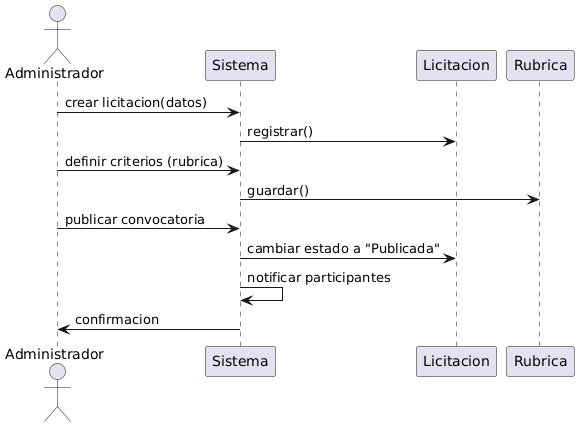 Administrador
Sistema
Licitacion
Rubrica
crear licitacion(datos)
registrar()
definir criterios (rubrica)
guardar()
publicar convocatoria
cambiar estado a "Publicada"
notificar participantes
confirmacion
Administrador
Sistema
Licitacion
Rubrica